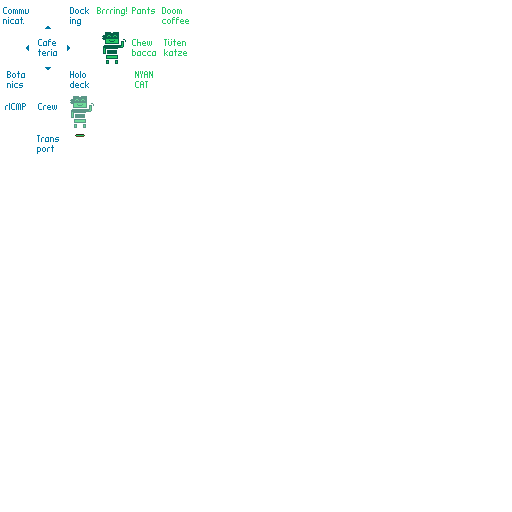 Commu
nicat.
Dock
ing
Brrring!
Pants
Doom
coffee
Cafe
teria
Chew
bacca
Tüten
katze
Bota
nics
Holo
deck
NYAN
CAT
rICMP
Crew
Trans
port